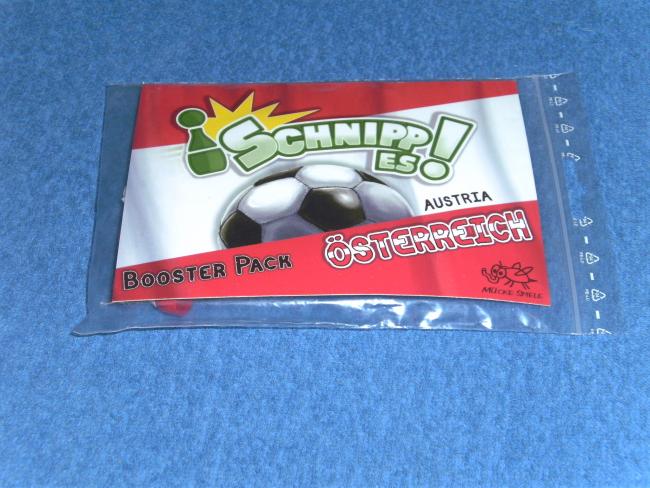 SCHNIPP
ES!
AUSTRIA
ÖSTERREICH
BOOSTER PACK
MÜCKE SPIELE